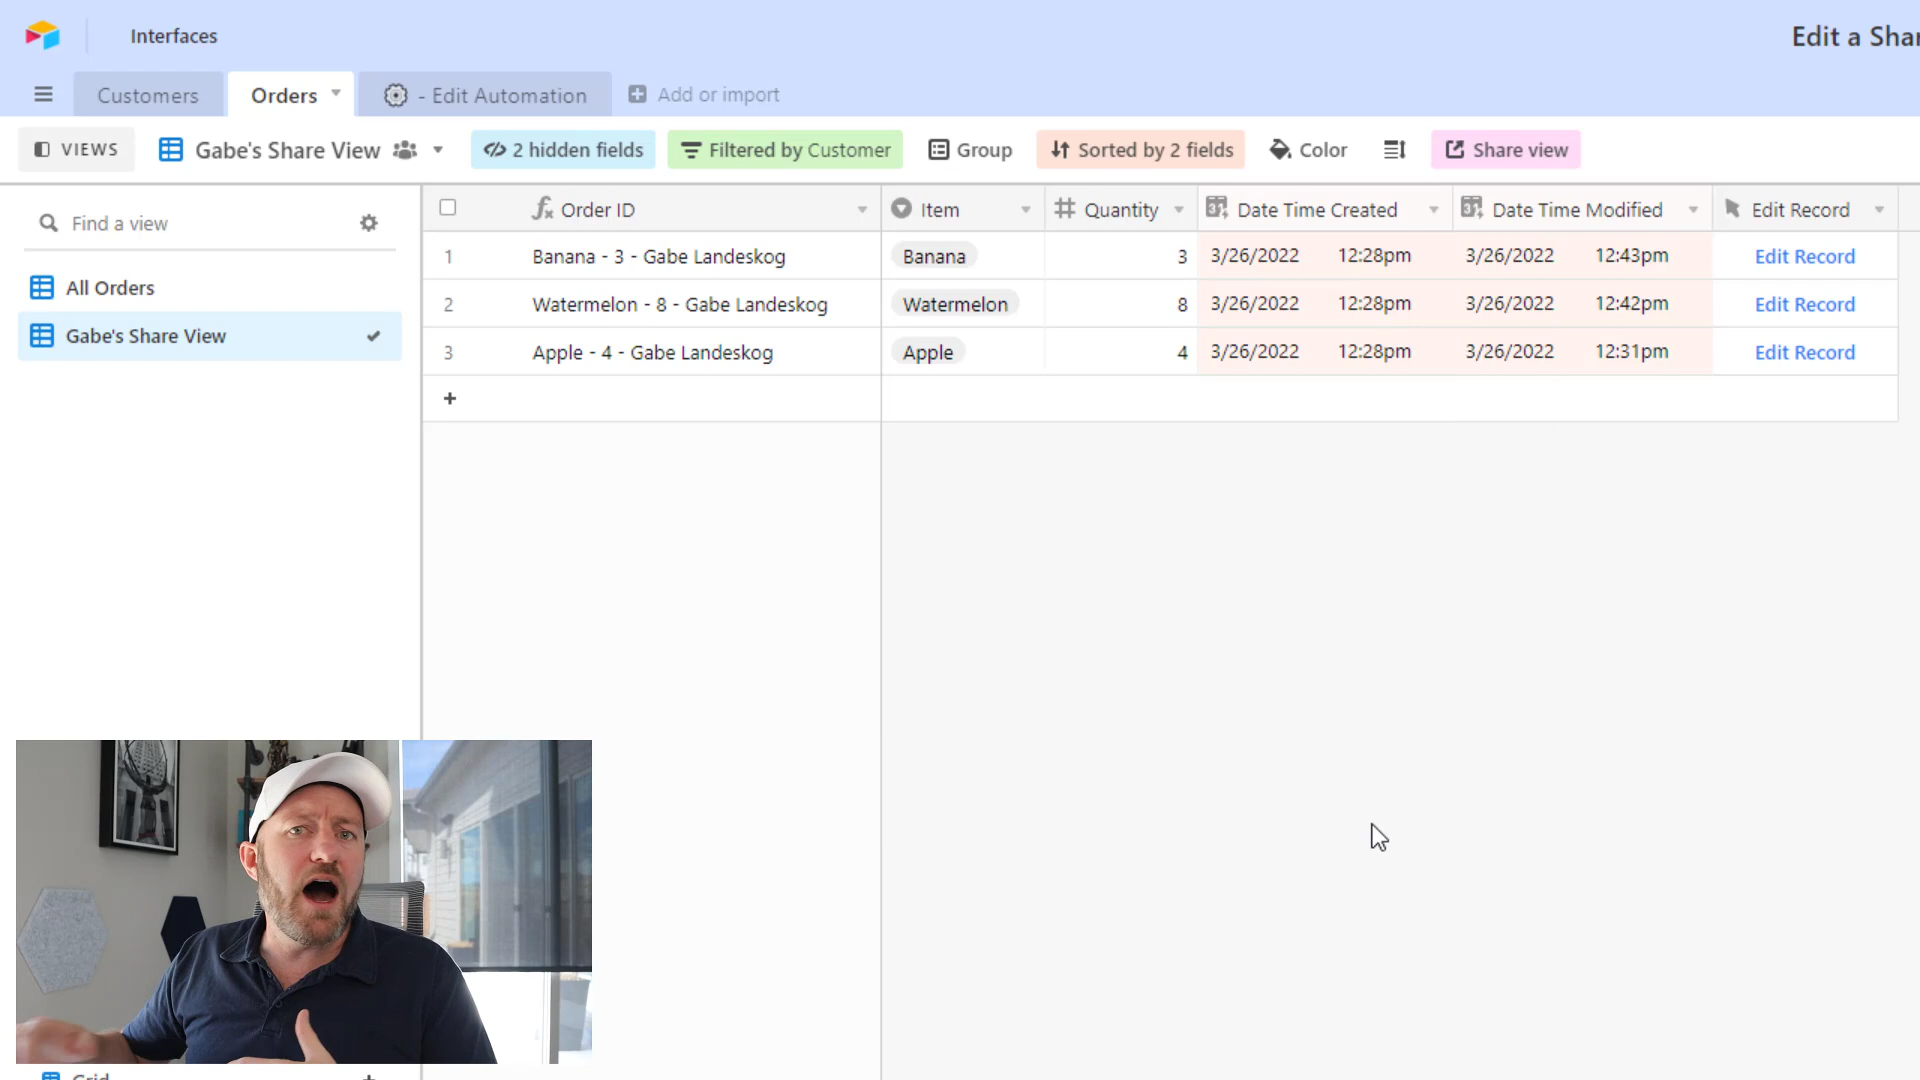 Interfaces
Edit a Shar
Customers
Orders
- Edit Automation
Add or import
VIEWS
Gabe's Share View
2 hidden fields
Filtered by Customer
Group
Sorted by 2 fields
Color
Share view
Find a view
All Orders
Gabe's Share View
Order ID Item Quantity Date Time Created Date Time Modified Edit Record
1 Banana - 3 - Gabe Landeskog Banana 3 3/26/2022 12:28pm 3/26/2022 12:43pm Edit Record
2 Watermelon - 8 - Gabe Landeskog Watermelon 8 3/26/2022 12:28pm 3/26/2022 12:42pm Edit Record
3 Apple - 4 - Gabe Landeskog Apple 4 3/26/2022 12:28pm 3/26/2022 12:31pm Edit Record
+
Grid